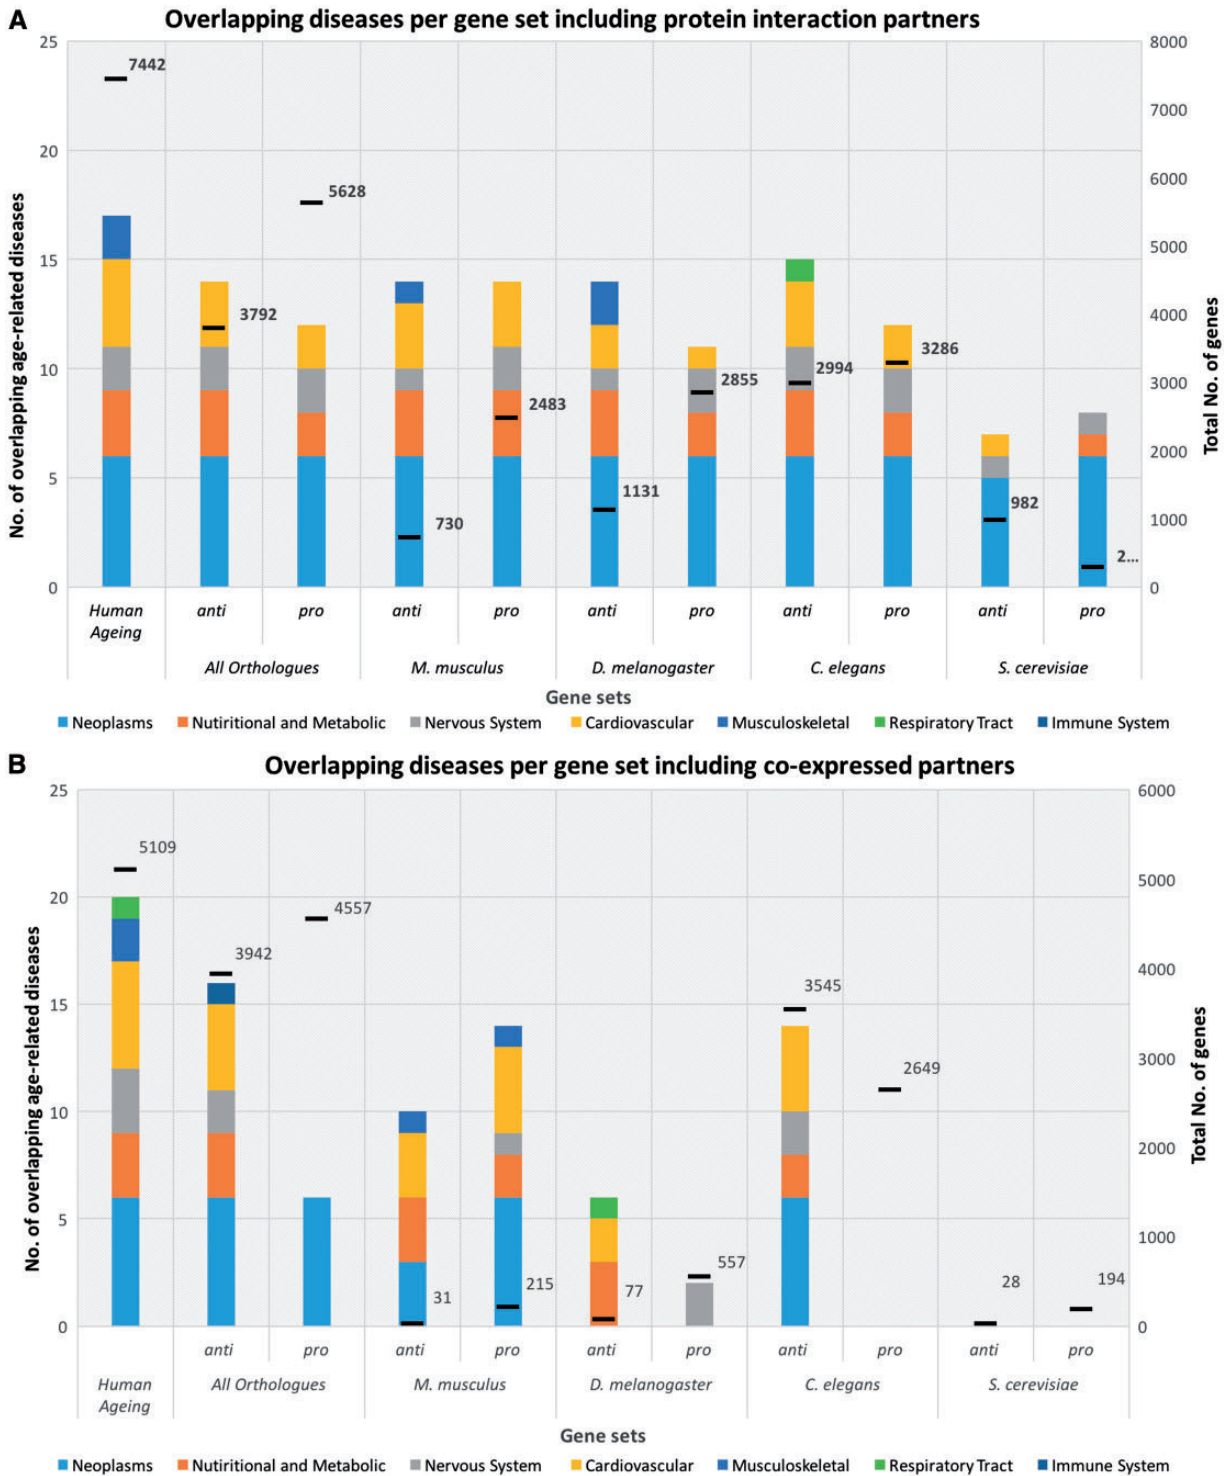 A
Overlapping diseases per gene set including protein interaction partners
25
20
15
10
5
0
No. of overlapping age-related diseases
8000
7000
6000
5000
4000
3000
2000
1000
0
Total No. of genes
7442
3792
5628
730
2483
1131
2855
2994
3286
982
2...
Human Ageing
anti
pro
anti
pro
anti
pro
anti
pro
anti
pro
All Orthologues
M. musculus
D. melanogaster
C. elegans
S. cerevisiae
Gene sets
Neoplasms
Nutiritional and Metabolic
Nervous System
Cardiovascular
Musculoskeletal
Respiratory Tract
Immune System
B
Overlapping diseases per gene set including co-expressed partners
25
20
15
10
5
0
No. of overlapping age-related diseases
6000
5000
4000
3000
2000
1000
0
Total No. of genes
5109
3942
4557
31
215
77
557
3545
2649
28
194
anti
pro
anti
pro
anti
pro
anti
pro
anti
pro
Human Ageing
All Orthologues
M. musculus
D. melanogaster
C. elegans
S. cerevisiae
Gene sets
Neoplasms
Nutiritional and Metabolic
Nervous System
Cardiovascular
Musculoskeletal
Respiratory Tract
Immune System